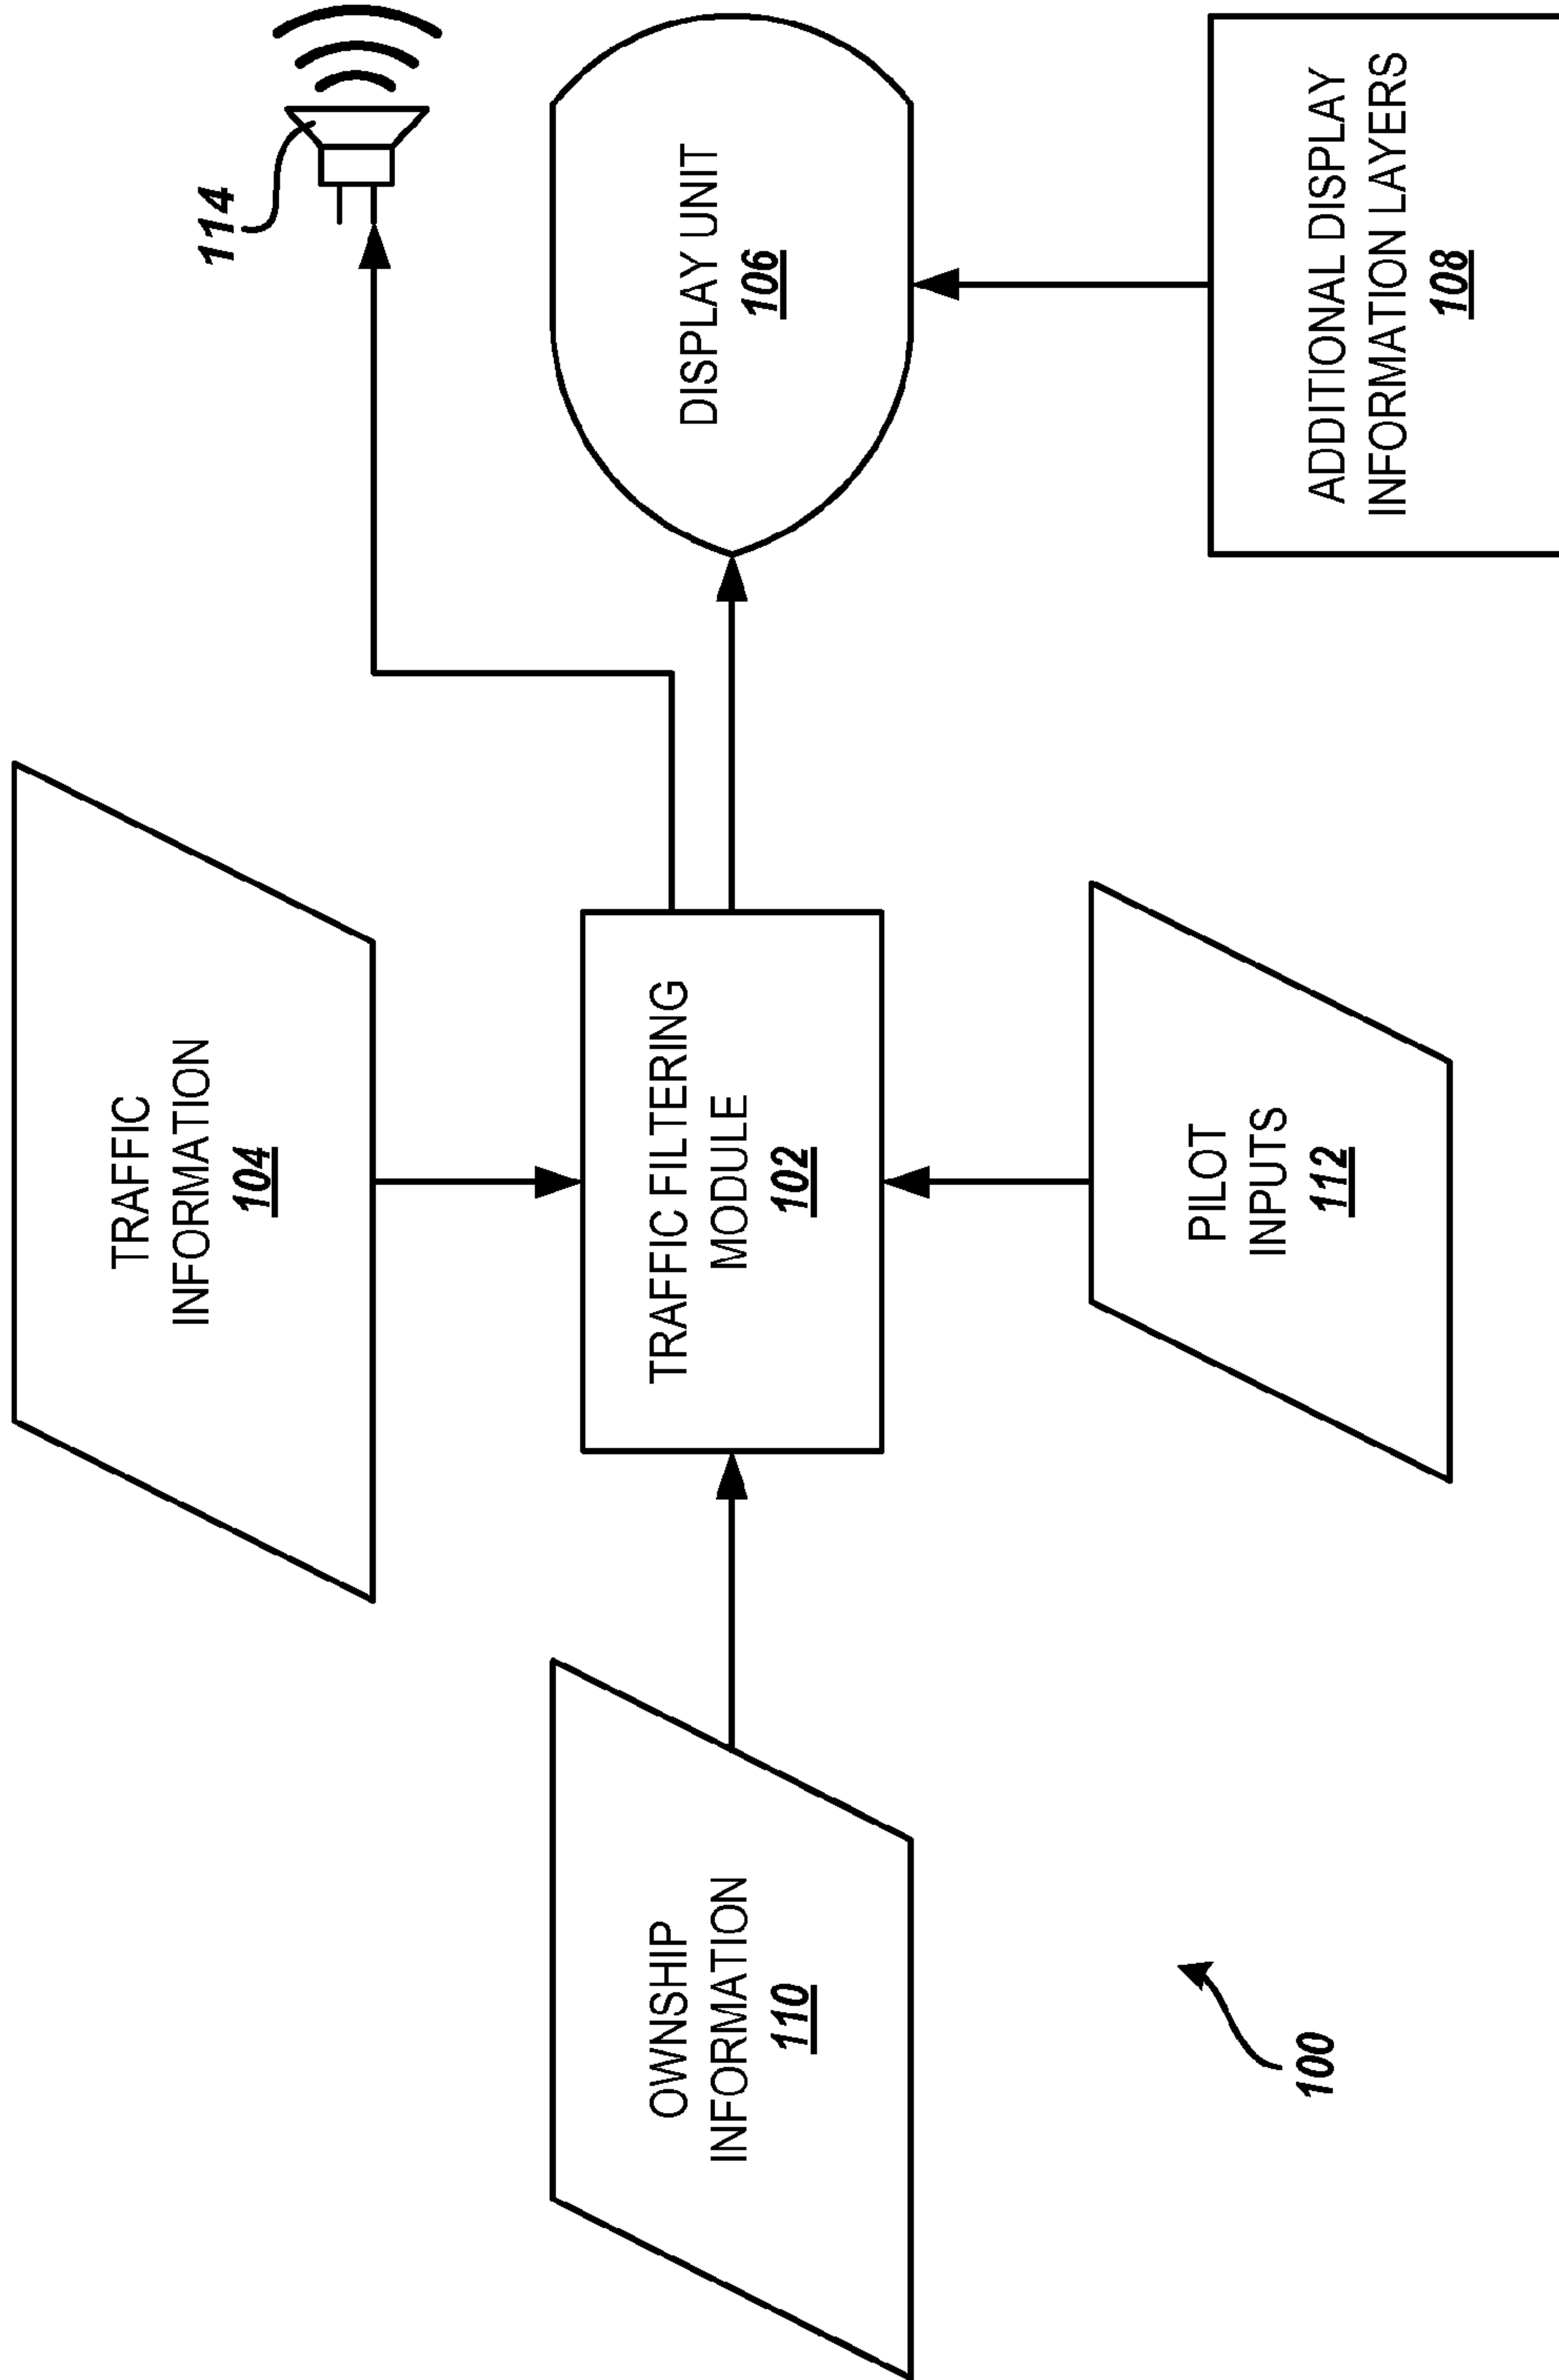 TRAFFIC
INFORMATION
104
114
OWNSHIP
INFORMATION
110
TRAFFIC FILTERING
MODULE
102
DISPLAY UNIT
106
100
PILOT
INPUTS
112
ADDITIONAL DISPLAY
INFORMATION LAYERS
108